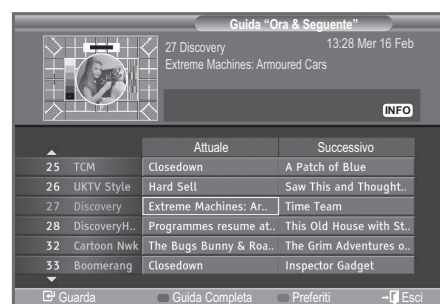 Guida “Ora & Seguente”
27 Discovery
13:28 Mer 16 Feb
Extreme Machines: Armoured Cars
INFO
Attuale Successivo
25 TCM Closedown A Patch of Blue
26 UKTV Style Hard Sell Saw This and Thought..
27 Discovery Extreme Machines: Ar.. Time Team
28 DiscoveryH.. Programmes resume at.. This Old House with St..
32 Cartoon Nwk The Bugs Bunny & Roa.. The Grim Adventures o..
33 Boomerang Closedown Inspector Gadget
Guarda Guida Completa Preferiti Esci